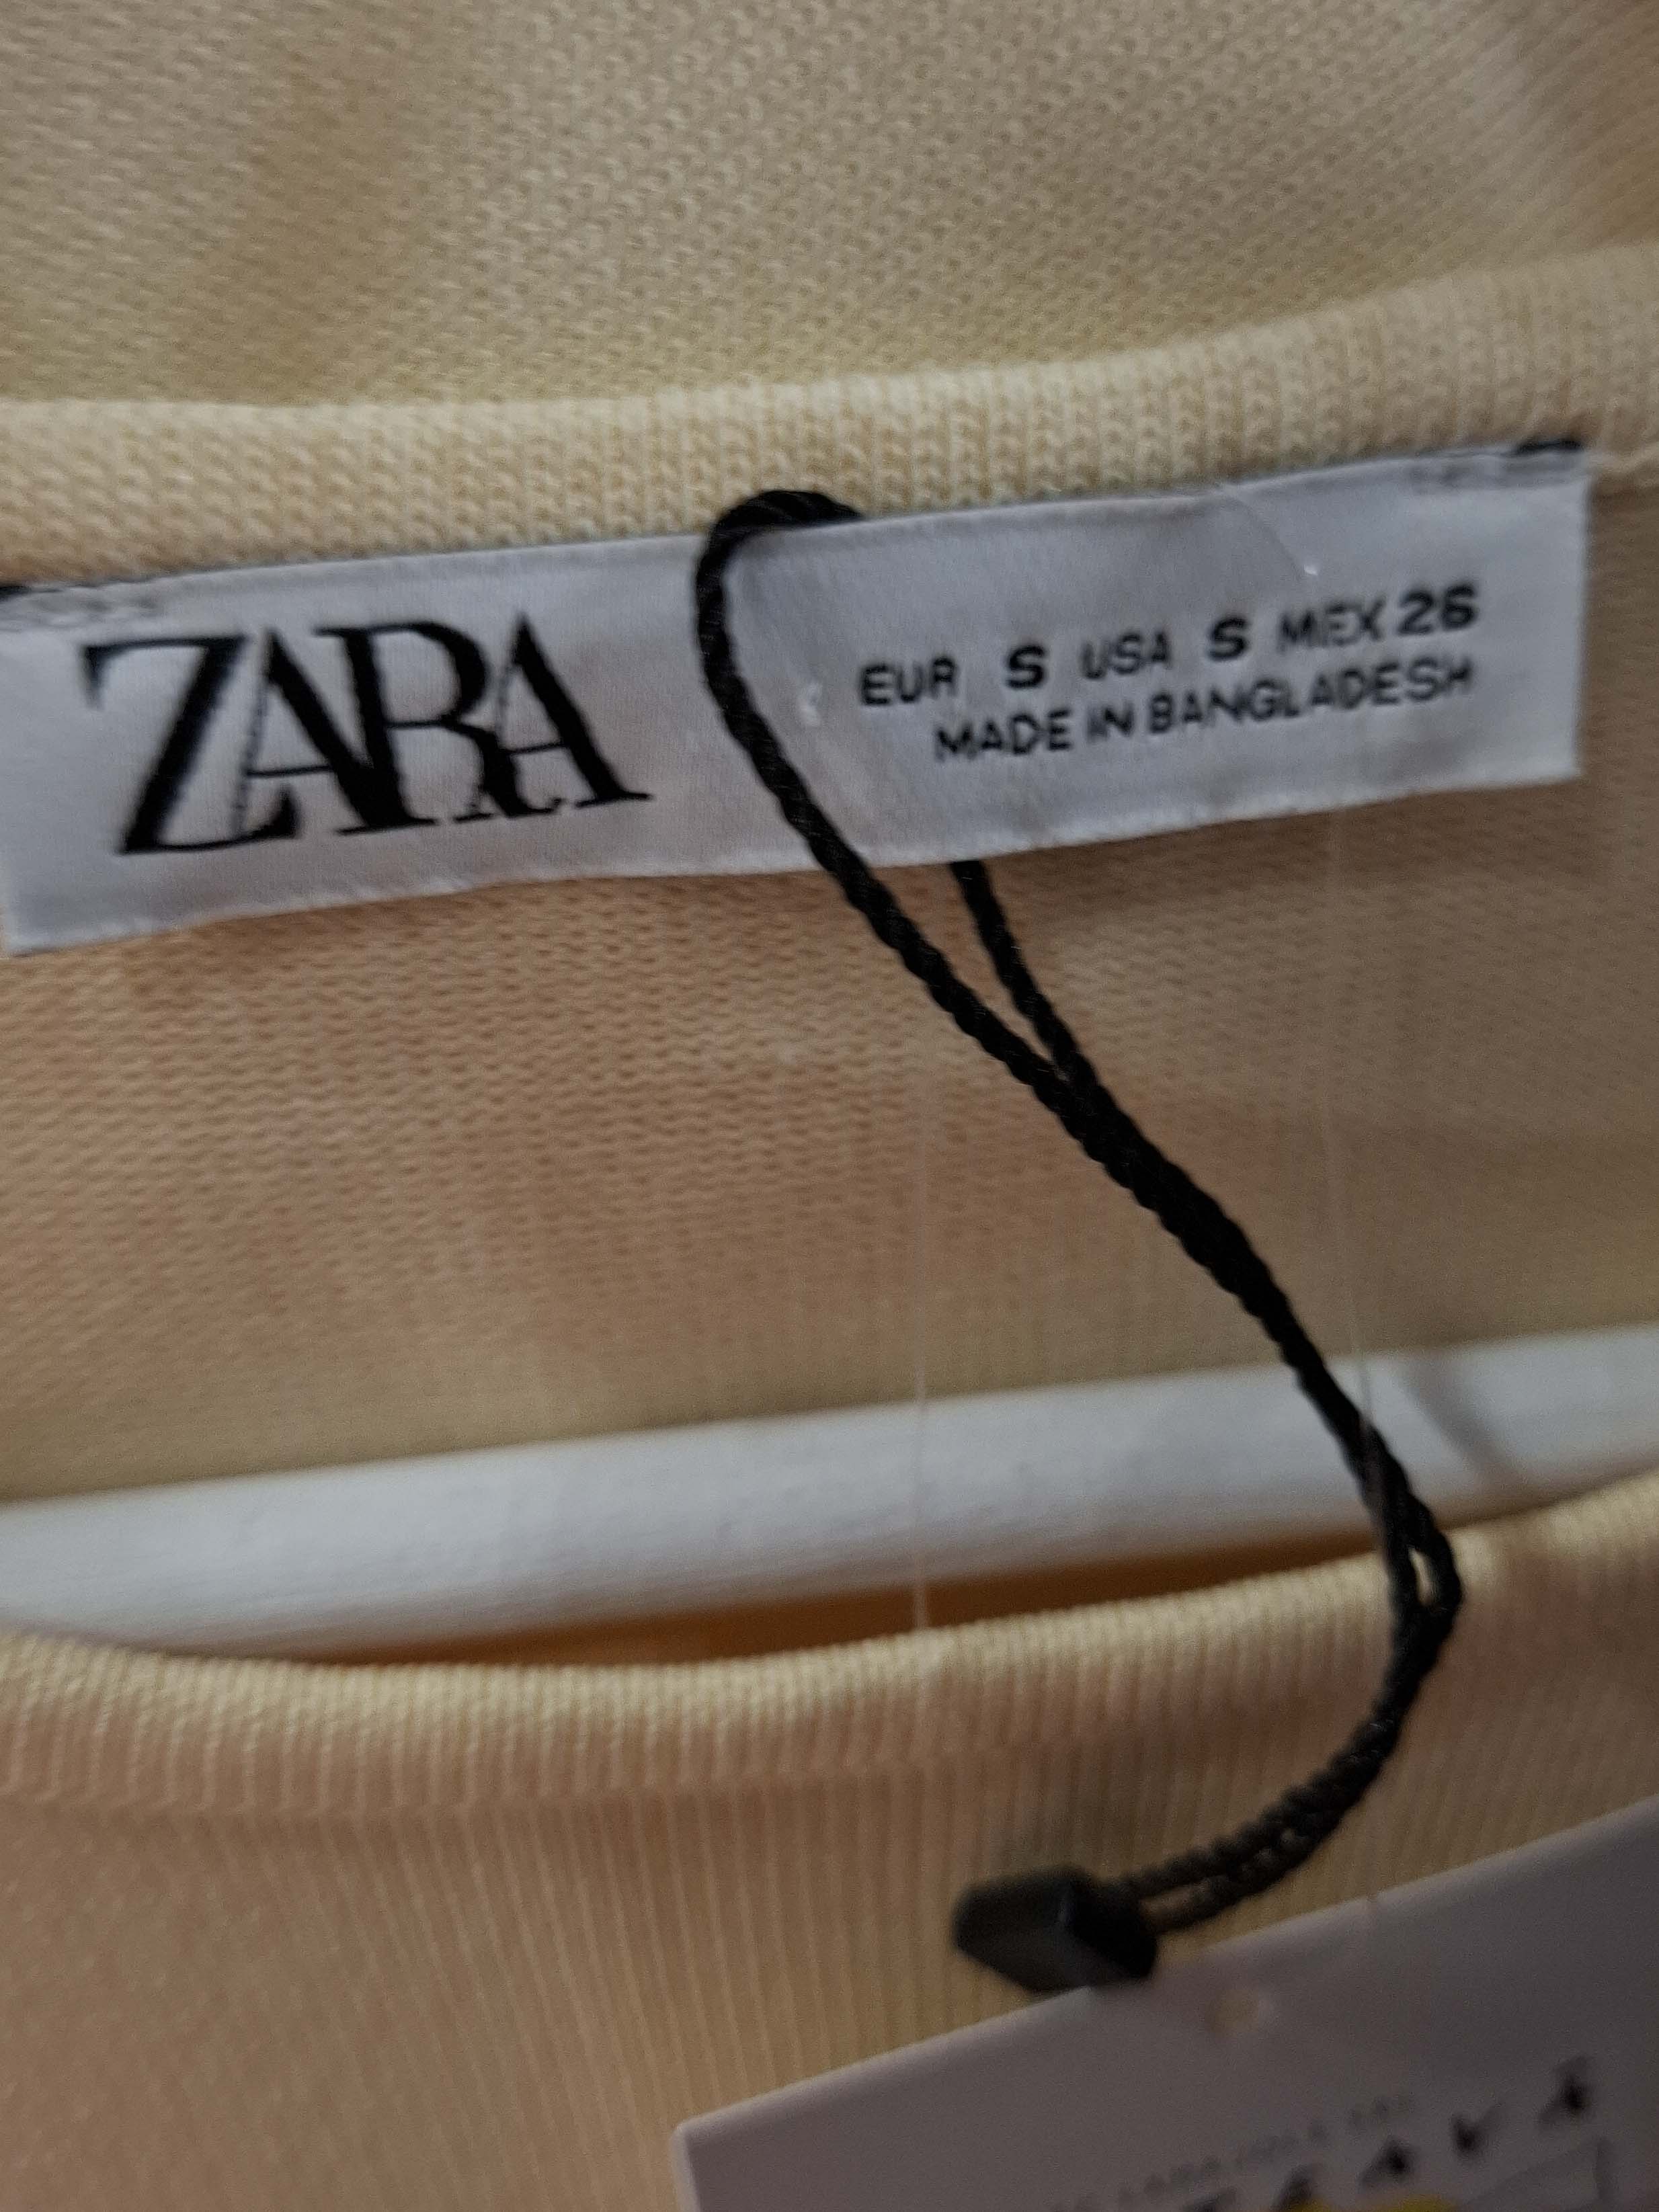 ZARA
EUR S USA S MEX 26
MADE IN BANGLADESH